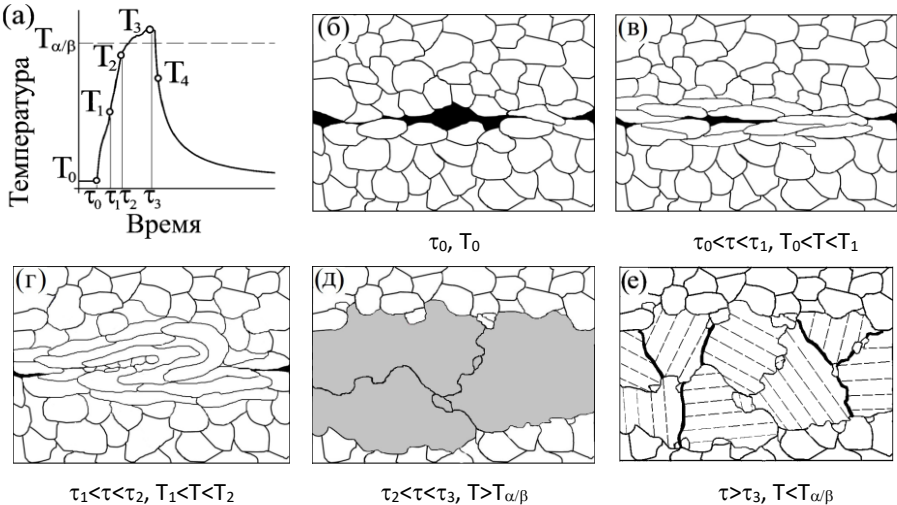 (а)
Температура
T₀
T₁
Tα/β
T₂
T₃
T₄
τ₀ τ₁ τ₂ τ₃
Время
(б)
τ₀, T₀
(в)
τ₀<τ<τ₁, T₀<T<T₁
(г)
τ₁<τ<τ₂, T₁<T<T₂
(д)
τ₂<τ<τ₃, T>Tα/β
(е)
τ>τ₃, T<Tα/β